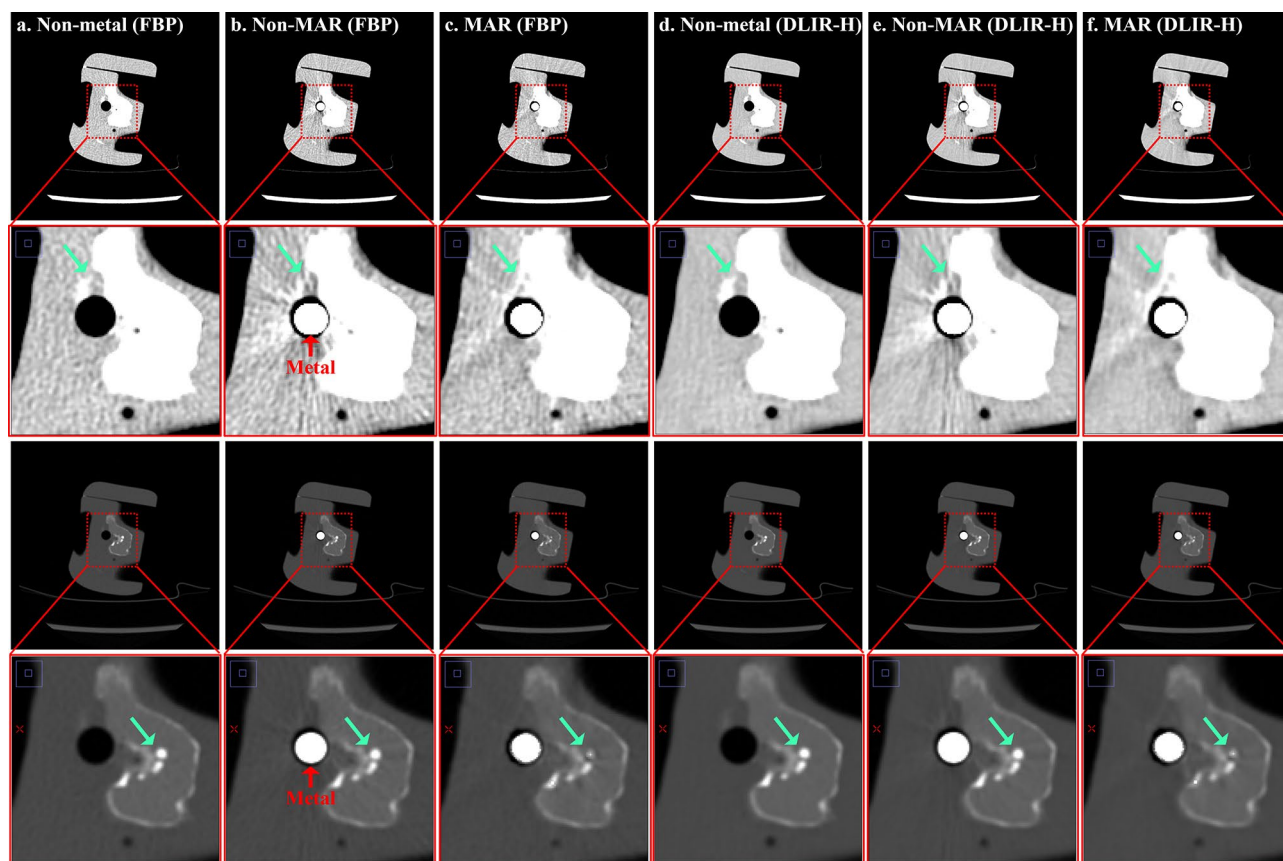 a. Non-metal (FBP)
b. Non-MAR (FBP)
c. MAR (FBP)
d. Non-metal (DLIR-H)
e. Non-MAR (DLIR-H)
f. MAR (DLIR-H)
Metal
Metal